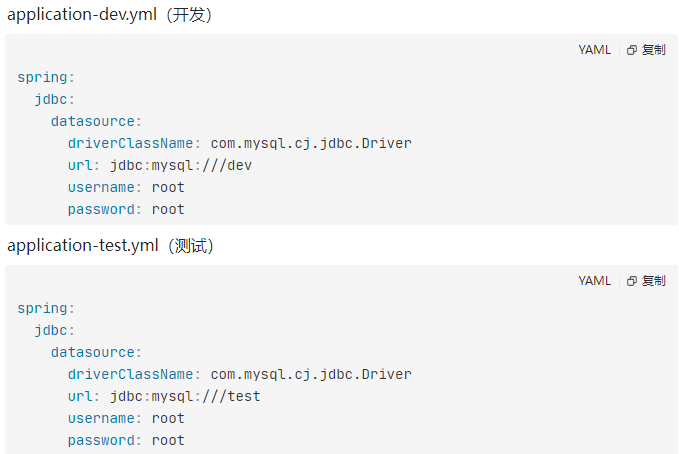 application-dev.yml（开发）
YAML 复制
spring:
  jdbc:
    datasource:
      driverClassName: com.mysql.cj.jdbc.Driver
      url: jdbc:mysql:///dev
      username: root
      password: root
application-test.yml（测试）
YAML 复制
spring:
  jdbc:
    datasource:
      driverClassName: com.mysql.cj.jdbc.Driver
      url: jdbc:mysql:///test
      username: root
      password: root